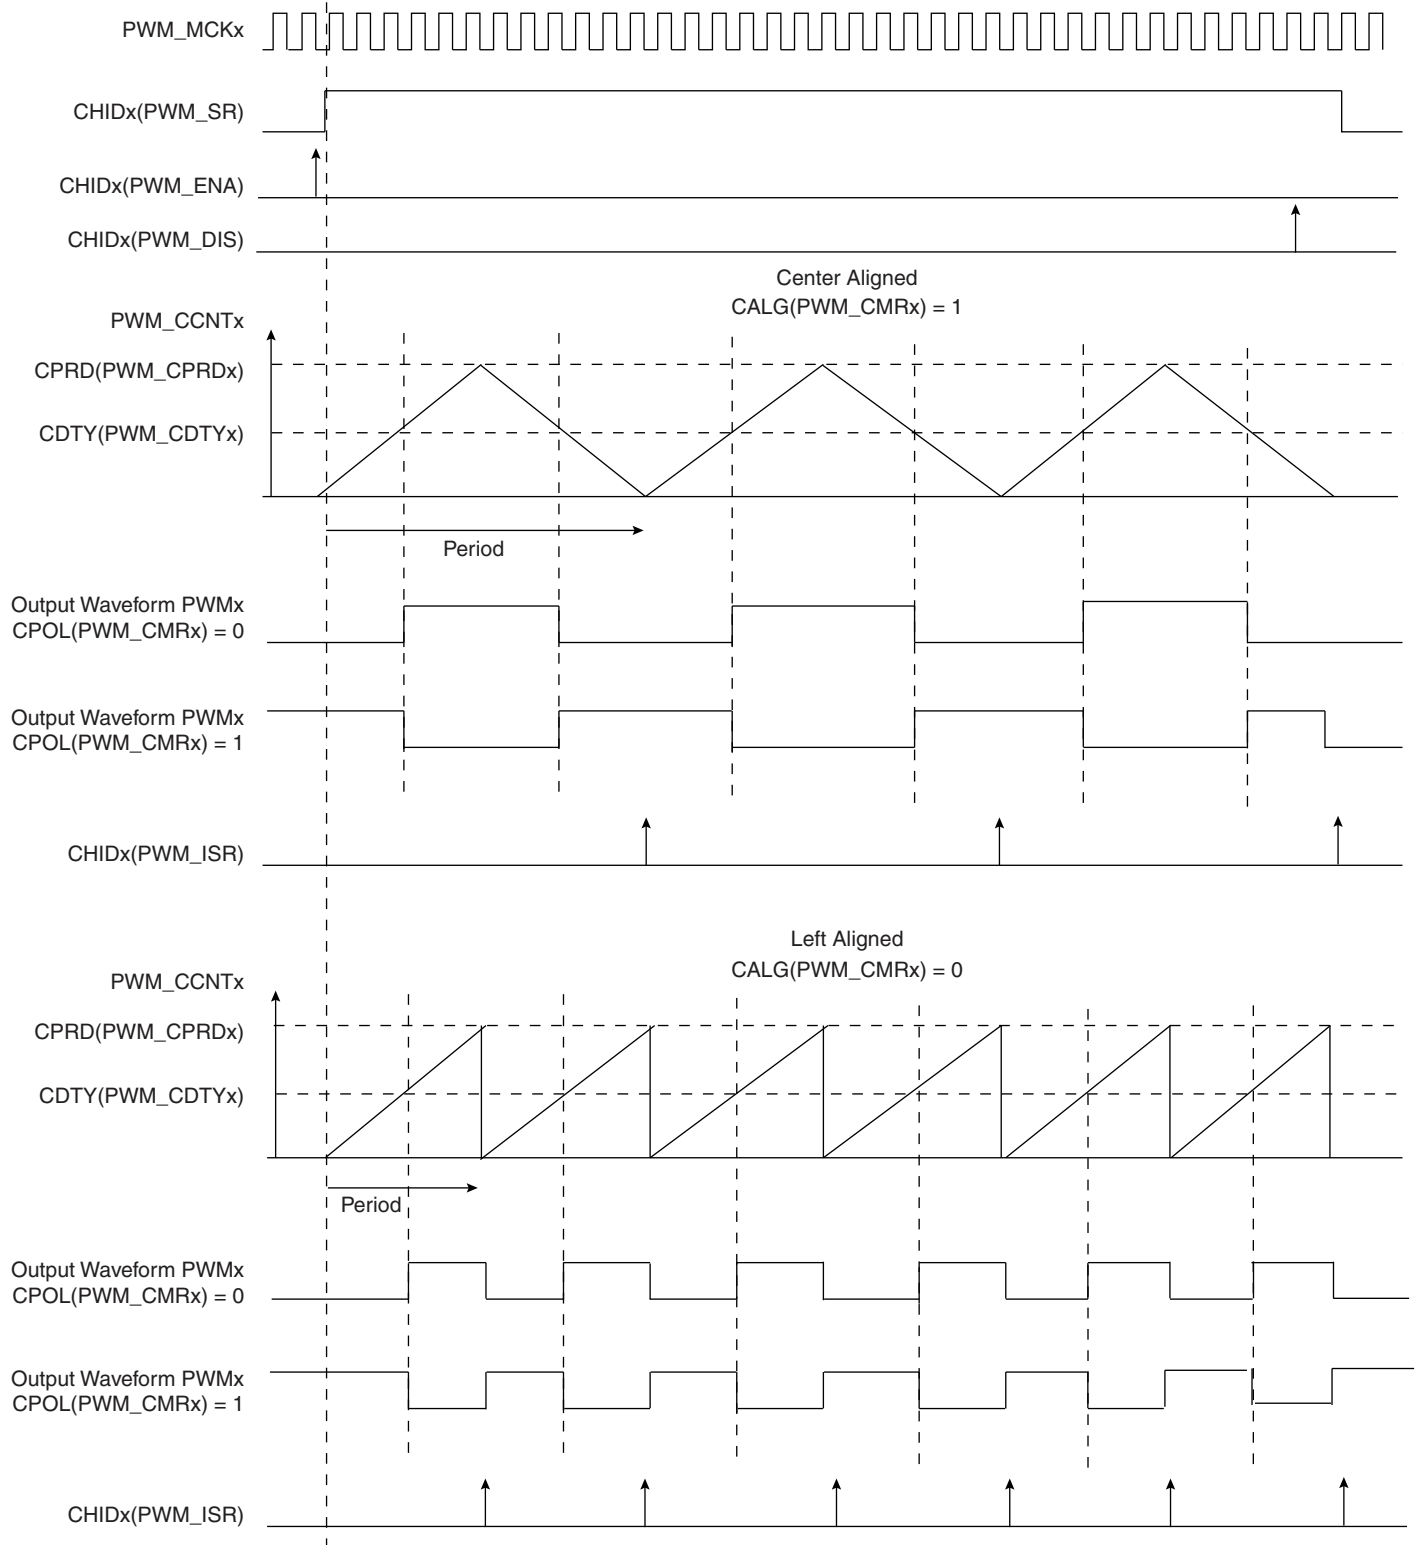 PWM_MCKx
CHIDx(PWM_SR)
CHIDx(PWM_ENA)
CHIDx(PWM_DIS)
Center Aligned
CALG(PWM_CMRx) = 1
PWM_CCNTx
CPRD(PWM_CPRDx)
CDTY(PWM_CDTYx)
Period
Output Waveform PWMx
CPOL(PWM_CMRx) = 0
Output Waveform PWMx
CPOL(PWM_CMRx) = 1
CHIDx(PWM_ISR)
Left Aligned
CALG(PWM_CMRx) = 0
PWM_CCNTx
CPRD(PWM_CPRDx)
CDTY(PWM_CDTYx)
Period
Output Waveform PWMx
CPOL(PWM_CMRx) = 0
Output Waveform PWMx
CPOL(PWM_CMRx) = 1
CHIDx(PWM_ISR)